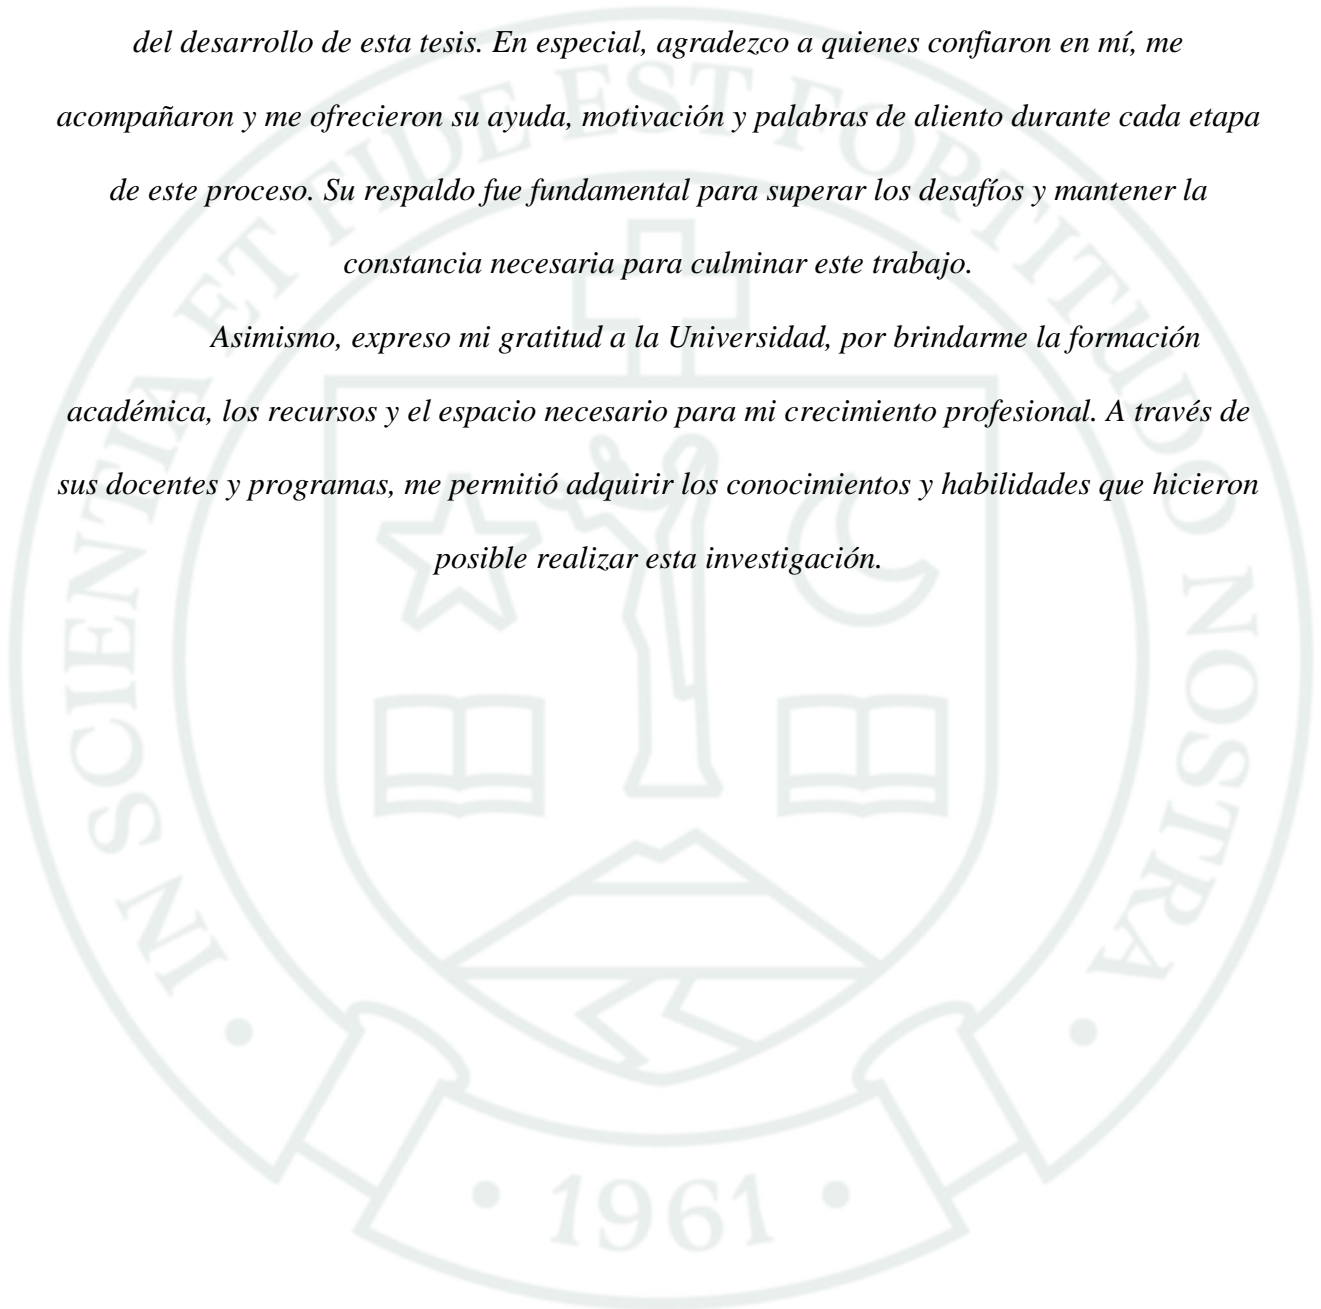 del desarrollo de esta tesis. En especial, agradezco a quienes confiaron en mí, me
acompañaron y me ofrecieron su ayuda, motivación y palabras de aliento durante cada etapa
de este proceso. Su respaldo fue fundamental para superar los desafíos y mantener la
constancia necesaria para culminar este trabajo.
Asimismo, expreso mi gratitud a la Universidad, por brindarme la formación
académica, los recursos y el espacio necesario para mi crecimiento profesional. A través de
sus docentes y programas, me permitió adquirir los conocimientos y habilidades que hicieron
posible realizar esta investigación.
• IN SCIENTIA ET FIDE EST FORTITUDO NOSTRA •
• 1961 •